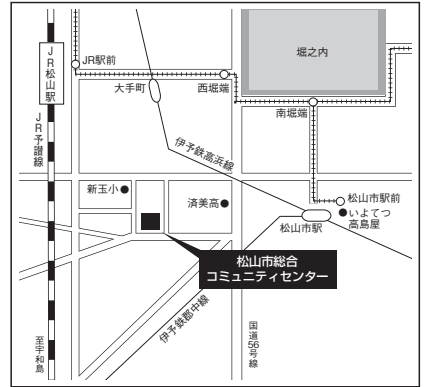 堀之内
JR松山駅
JR駅前
大手町
西堀端
南堀端
JR予讃線
伊予鉄高浜線
新玉小
済美高
松山市駅前
いよてつ
高島屋
松山市駅
松山市総合
コミュニティセンター
伊予鉄郡中線
国道56号線
至宇和島